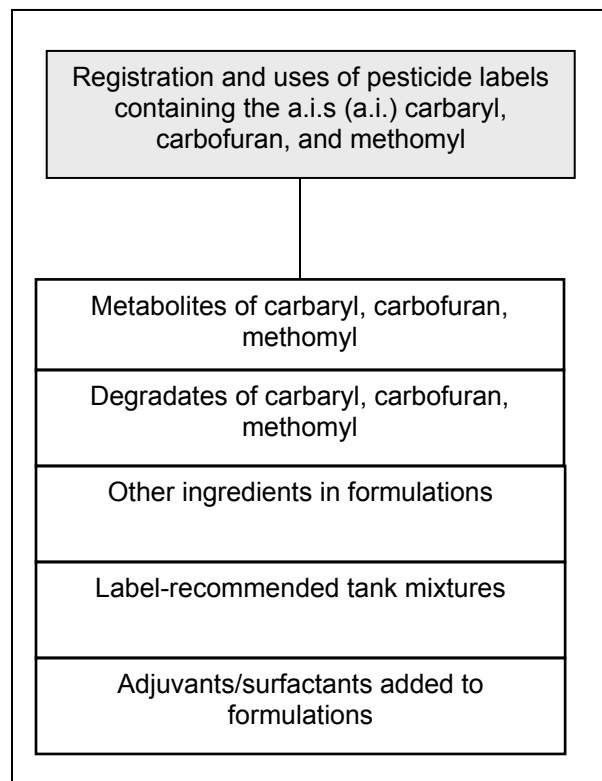 Registration and uses of pesticide labels
containing the a.i.s (a.i.) carbaryl,
carbofuran, and methomyl
Metabolites of carbaryl, carbofuran,
methomyl
Degradates of carbaryl, carbofuran,
methomyl
Other ingredients in formulations
Label-recommended tank mixtures
Adjuvants/surfactants added to
formulations